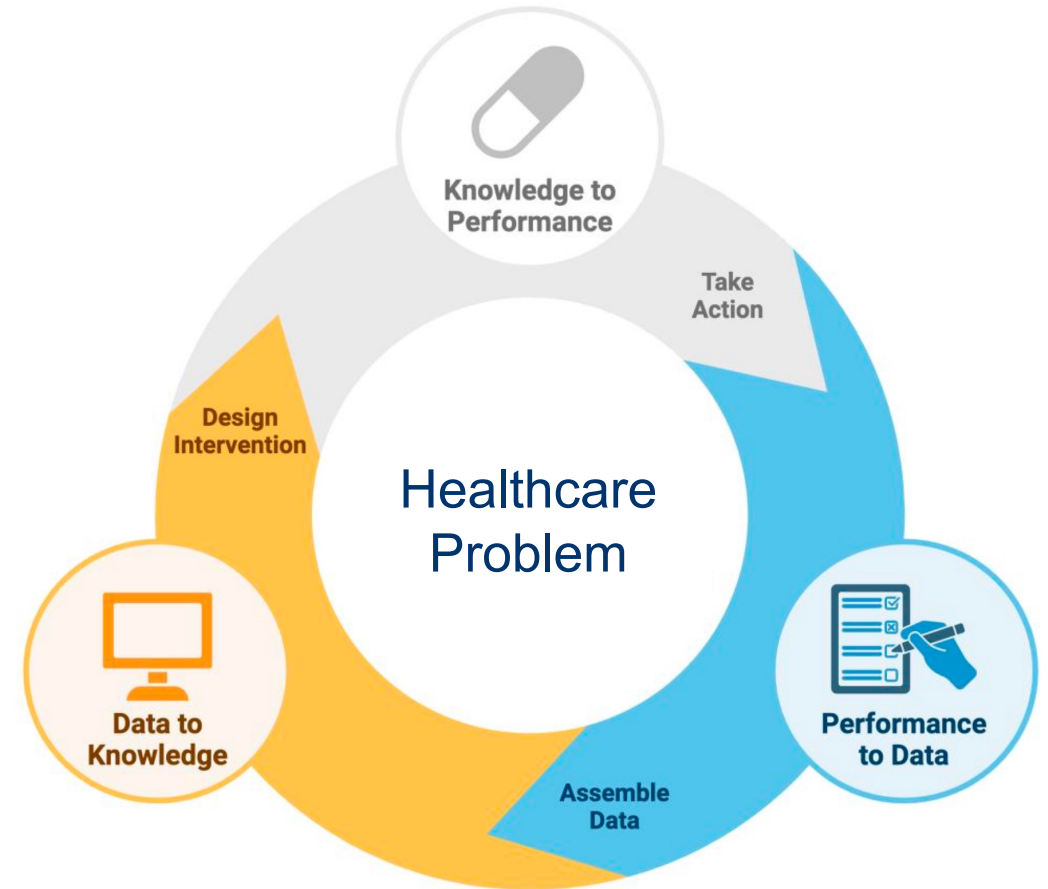 Knowledge to
Performance
Take
Action
Design
Intervention
Healthcare
Problem
Data to
Knowledge
Performance
to Data
Assemble
Data